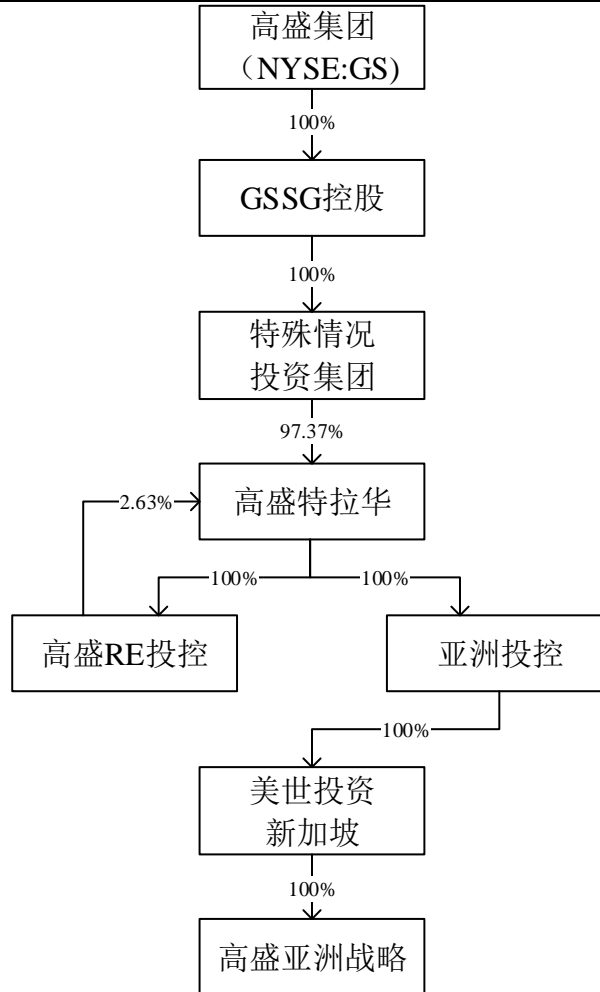 高盛集团
（NYSE:GS)
100%
GSSG控股
100%
特殊情况
投资集团
97.37%
高盛特拉华
2.63%
100%
100%
高盛RE投控
亚洲投控
100%
美世投资
新加坡
100%
高盛亚洲战略